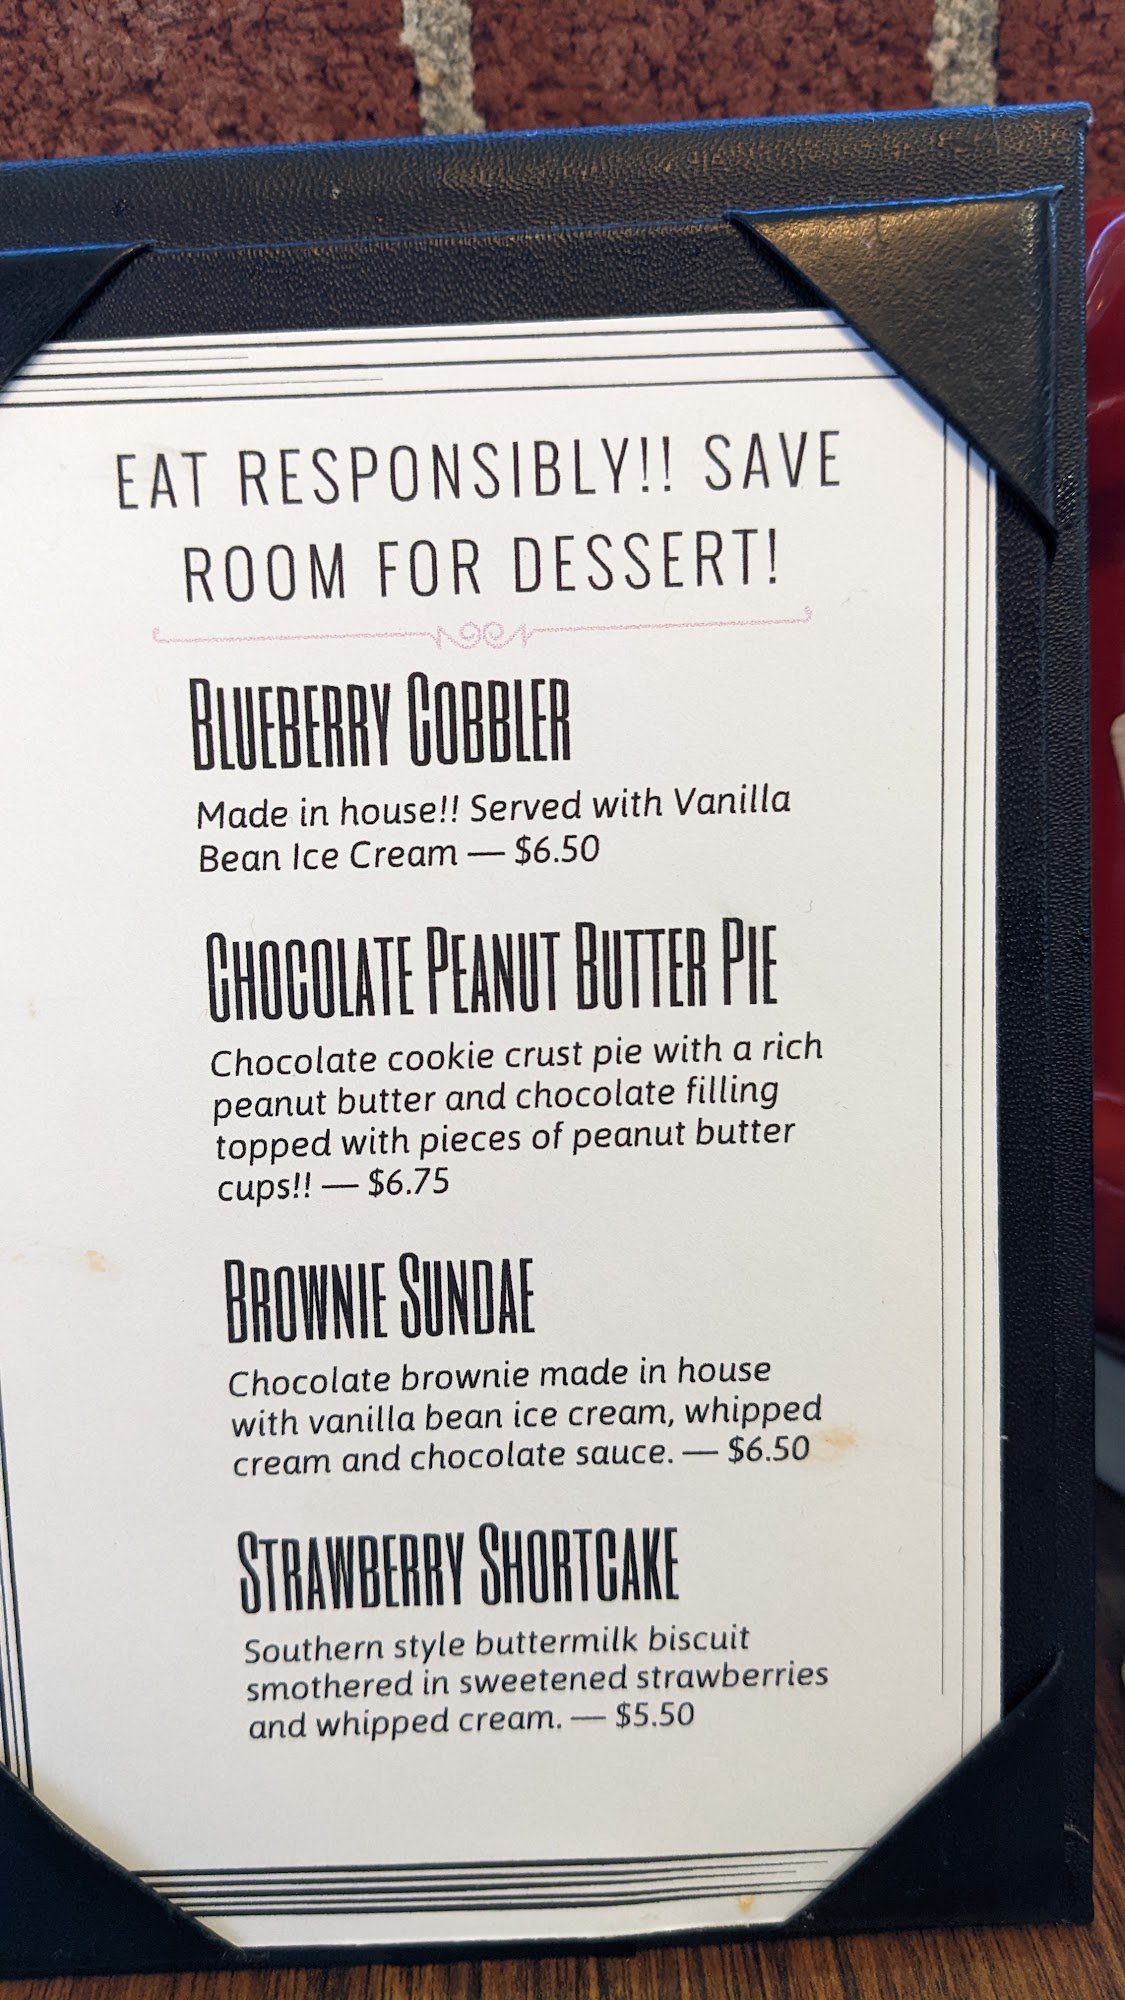 EAT RESPONSIBLY!! SAVE
ROOM FOR DESSERT!
BLUEBERRY COBBLER
Made in house!! Served with Vanilla
Bean Ice Cream — $6.50
CHOCOLATE PEANUT BUTTER PIE
Chocolate cookie crust pie with a rich
peanut butter and chocolate filling
topped with pieces of peanut butter
cups!! — $6.75
BROWNIE SUNDAE
Chocolate brownie made in house
with vanilla bean ice cream, whipped
cream and chocolate sauce. — $6.50
STRAWBERRY SHORTCAKE
Southern style buttermilk biscuit
smothered in sweetened strawberries
and whipped cream. — $5.50